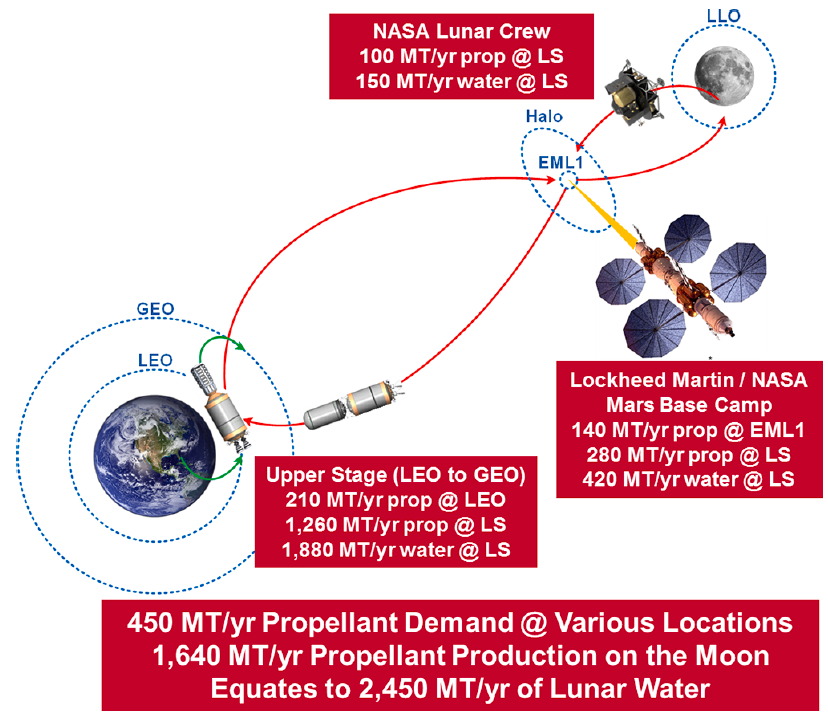 LLO
NASA Lunar Crew
100 MT/yr prop @ LS
150 MT/yr water @ LS
Halo
EML1
GEO
LEO
*
Lockheed Martin / NASA
Mars Base Camp
140 MT/yr prop @ EML1
280 MT/yr prop @ LS
420 MT/yr water @ LS
Upper Stage (LEO to GEO)
210 MT/yr prop @ LEO
1,260 MT/yr prop @ LS
1,880 MT/yr water @ LS
450 MT/yr Propellant Demand @ Various Locations
1,640 MT/yr Propellant Production on the Moon
Equates to 2,450 MT/yr of Lunar Water